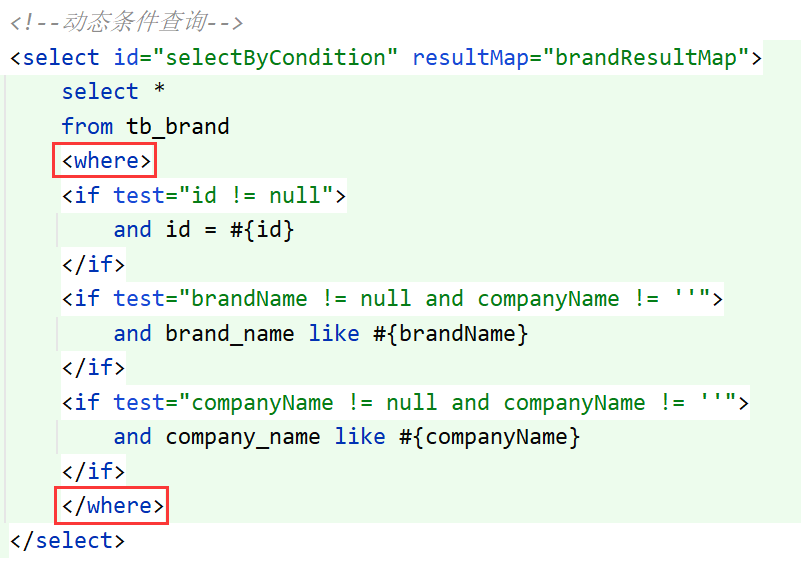 <!--动态条件查询-->
<select id="selectByCondition" resultMap="brandResultMap">
select *
from tb_brand
<where>
<if test="id != null">
and id = #{id}
</if>
<if test="brandName != null and companyName != ''">
and brand_name like #{brandName}
</if>
<if test="companyName != null and companyName != ''">
and company_name like #{companyName}
</if>
</where>
</select>